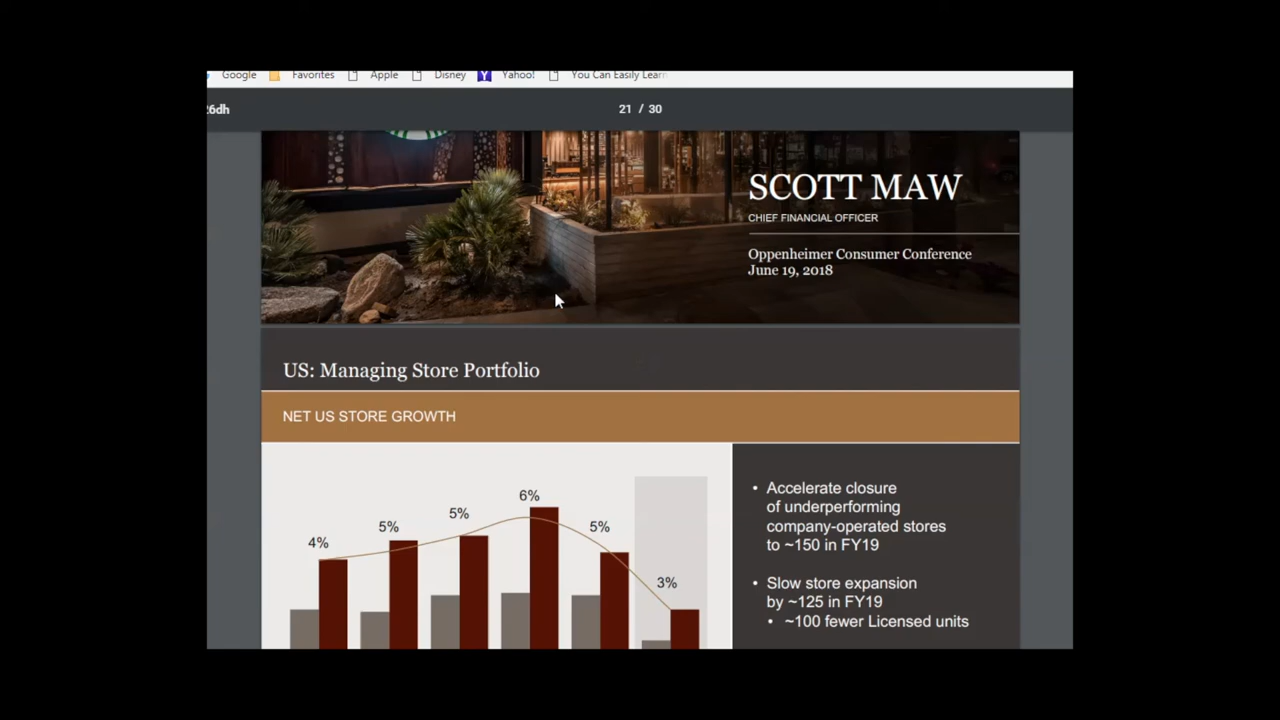 Google Favorites Apple Disney Yahoo! You Can Easily Learn
26dh
21 / 30
SCOTT MAW
CHIEF FINANCIAL OFFICER
Oppenheimer Consumer Conference
June 19, 2018
US: Managing Store Portfolio
NET US STORE GROWTH
4%
5%
5%
6%
5%
3%
• Accelerate closure
of underperforming
company-operated stores
to ~150 in FY19
• Slow store expansion
by ~125 in FY19
• ~100 fewer Licensed units